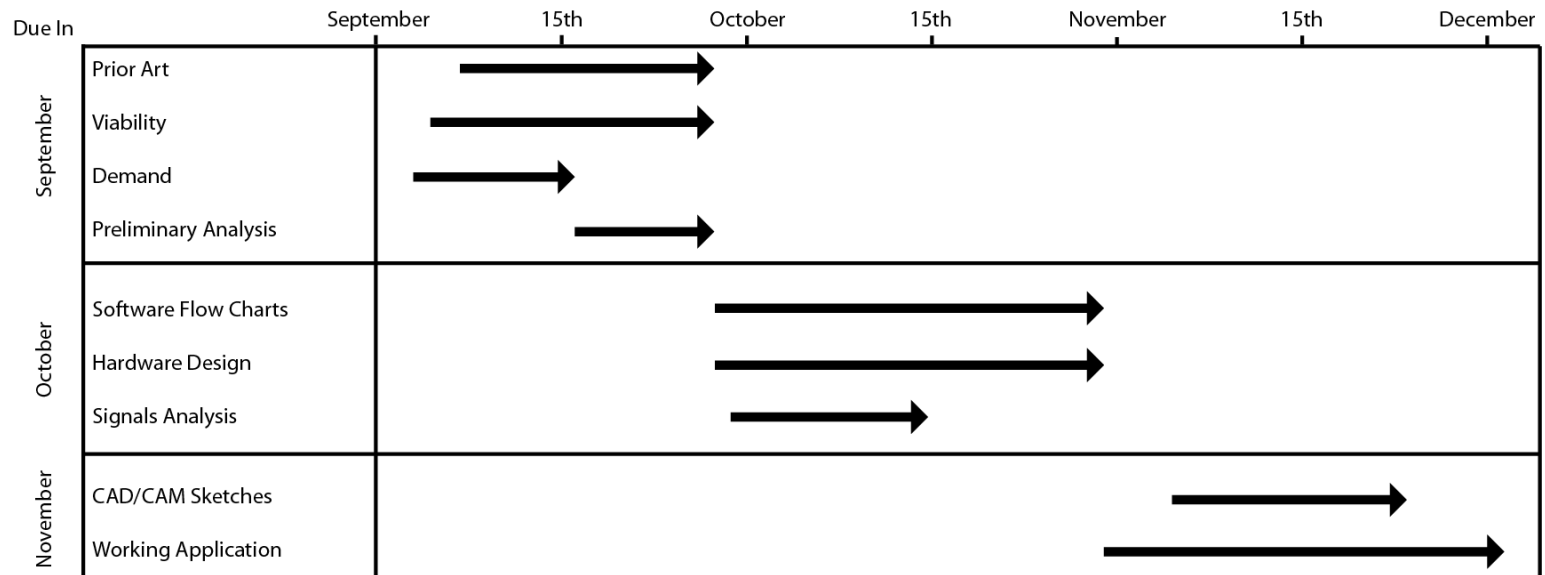 Due In
September 15th October 15th November 15th December
September
Prior Art
Viability
Demand
Preliminary Analysis
October
Software Flow Charts
Hardware Design
Signals Analysis
November
CAD/CAM Sketches
Working Application